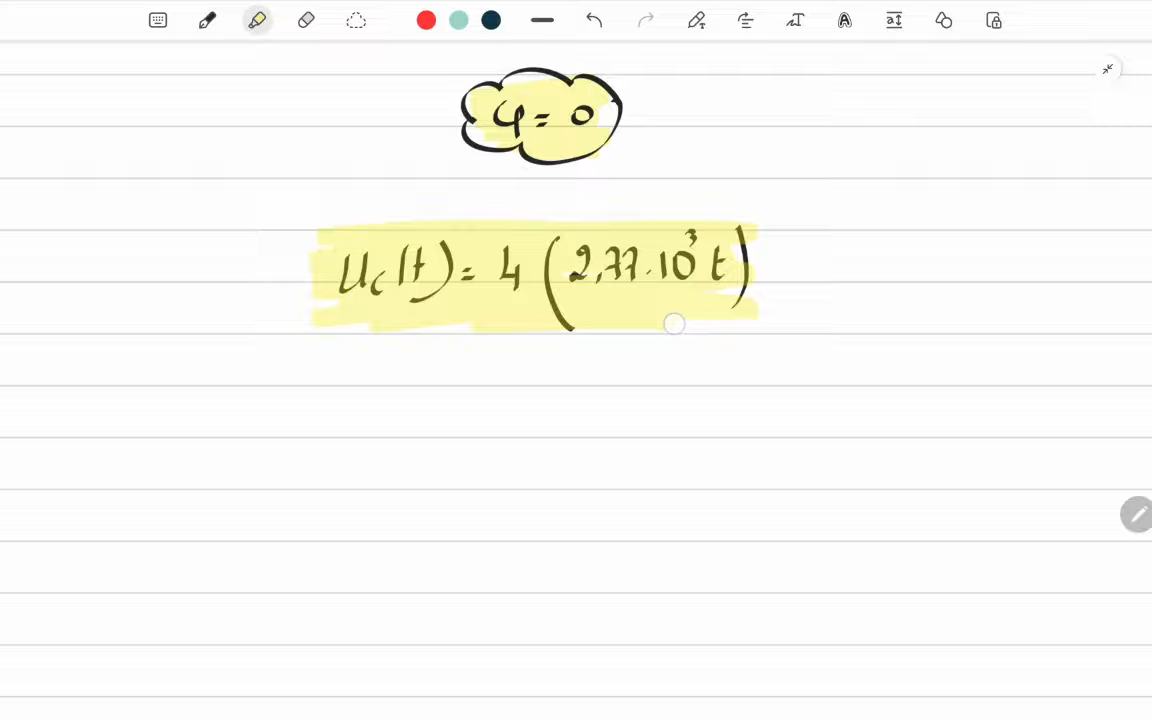 φ = 0
Uc(t) = 4 (2,77.10³ t)